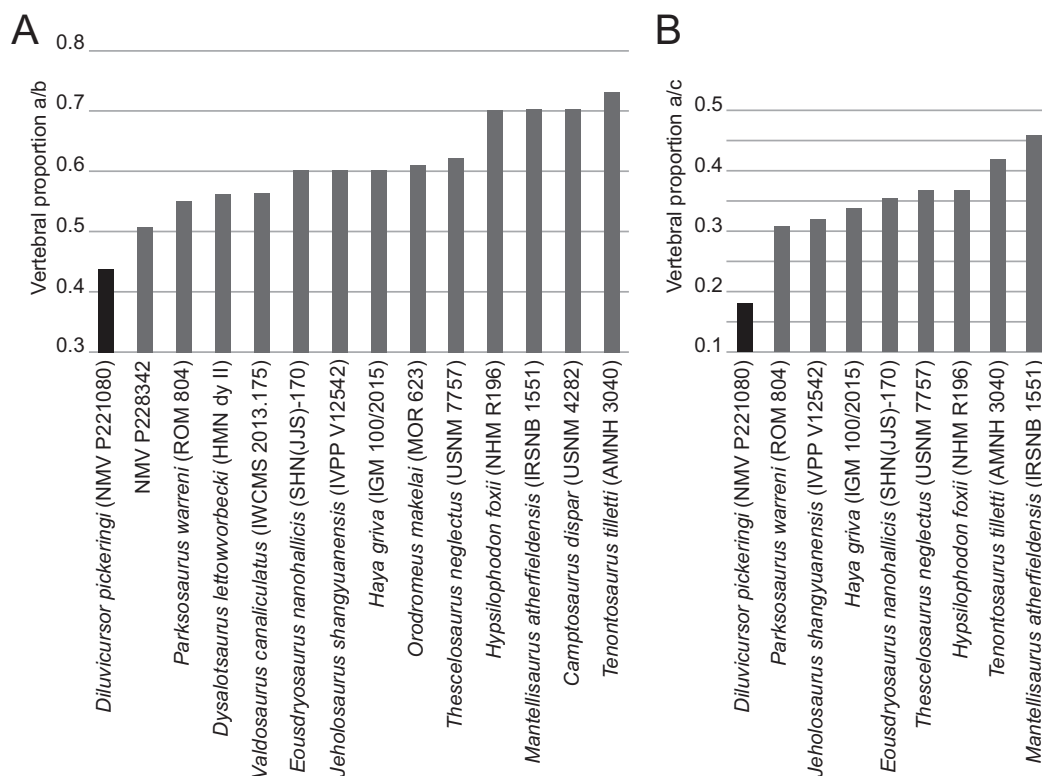 A
Vertebral proportion a/b
0.8
0.7
0.6
0.5
0.4
0.3
Diluvicursor pickeringi (NMV P221080)
NMV P228342
Parksosaurus warreni (ROM 804)
Dysalotsaurus lettowvorbecki (HMN dy II)
Valdosaurus canaliculatus (IWCMS 2013.175)
Eousdryosaurus nanohallicis (SHN(JJS)-170)
Jeholosaurus shangyuanensis (IVPP V12542)
Haya griva (IGM 100/2015)
Orodromeus makelai (MOR 623)
Thescelosaurus neglectus (USNM 7757)
Hypsilophodon foxii (NHM R196)
Mantellisaurus atherfieldensis (IRSNB 1551)
Camptosaurus dispar (USNM 4282)
Tenontosaurus tilletti (AMNH 3040)
B
Vertebral proportion a/c
0.5
0.4
0.3
0.2
0.1
Diluvicursor pickeringi (NMV P221080)
Parksosaurus warreni (ROM 804)
Jeholosaurus shangyuanensis (IVPP V12542)
Haya griva (IGM 100/2015)
Eousdryosaurus nanohallicis (SHN(JJS)-170)
Thescelosaurus neglectus (USNM 7757)
Hypsilophodon foxii (NHM R196)
Tenontosaurus tilletti (AMNH 3040)
Mantellisaurus atherfieldensis (IRSNB 1551)